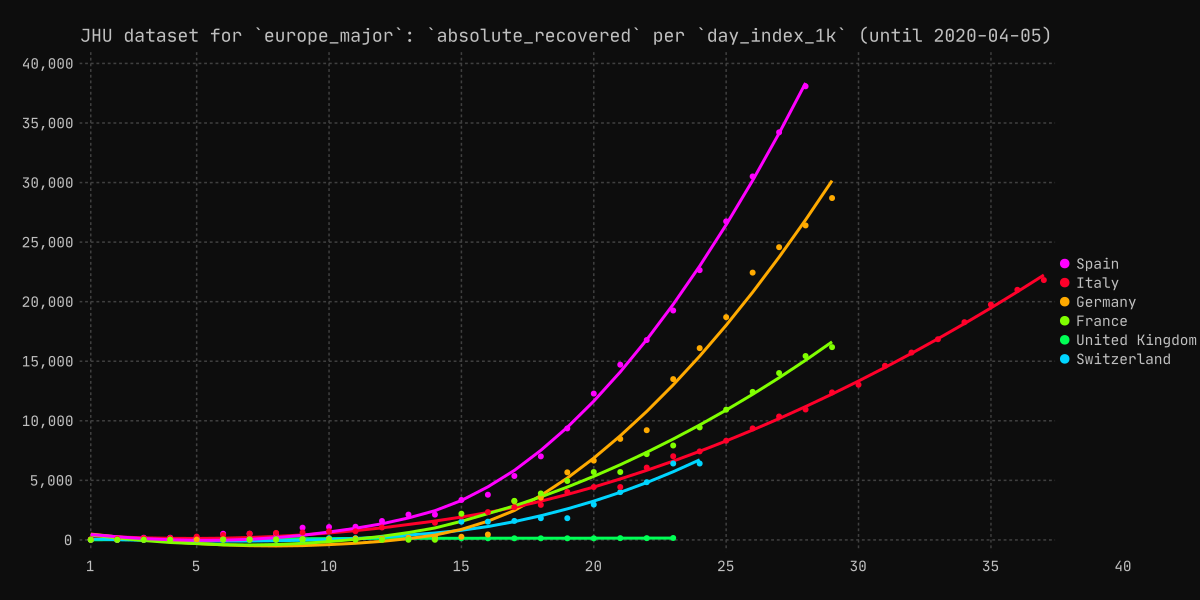 JHU dataset for `europe_major`: `absolute_recovered` per `day_index_1k` (until 2020-04-05)
40,000
35,000
30,000
25,000
20,000
15,000
10,000
5,000
0
1 5 10 15 20 25 30 35 40
Spain
Italy
Germany
France
United Kingdom
Switzerland